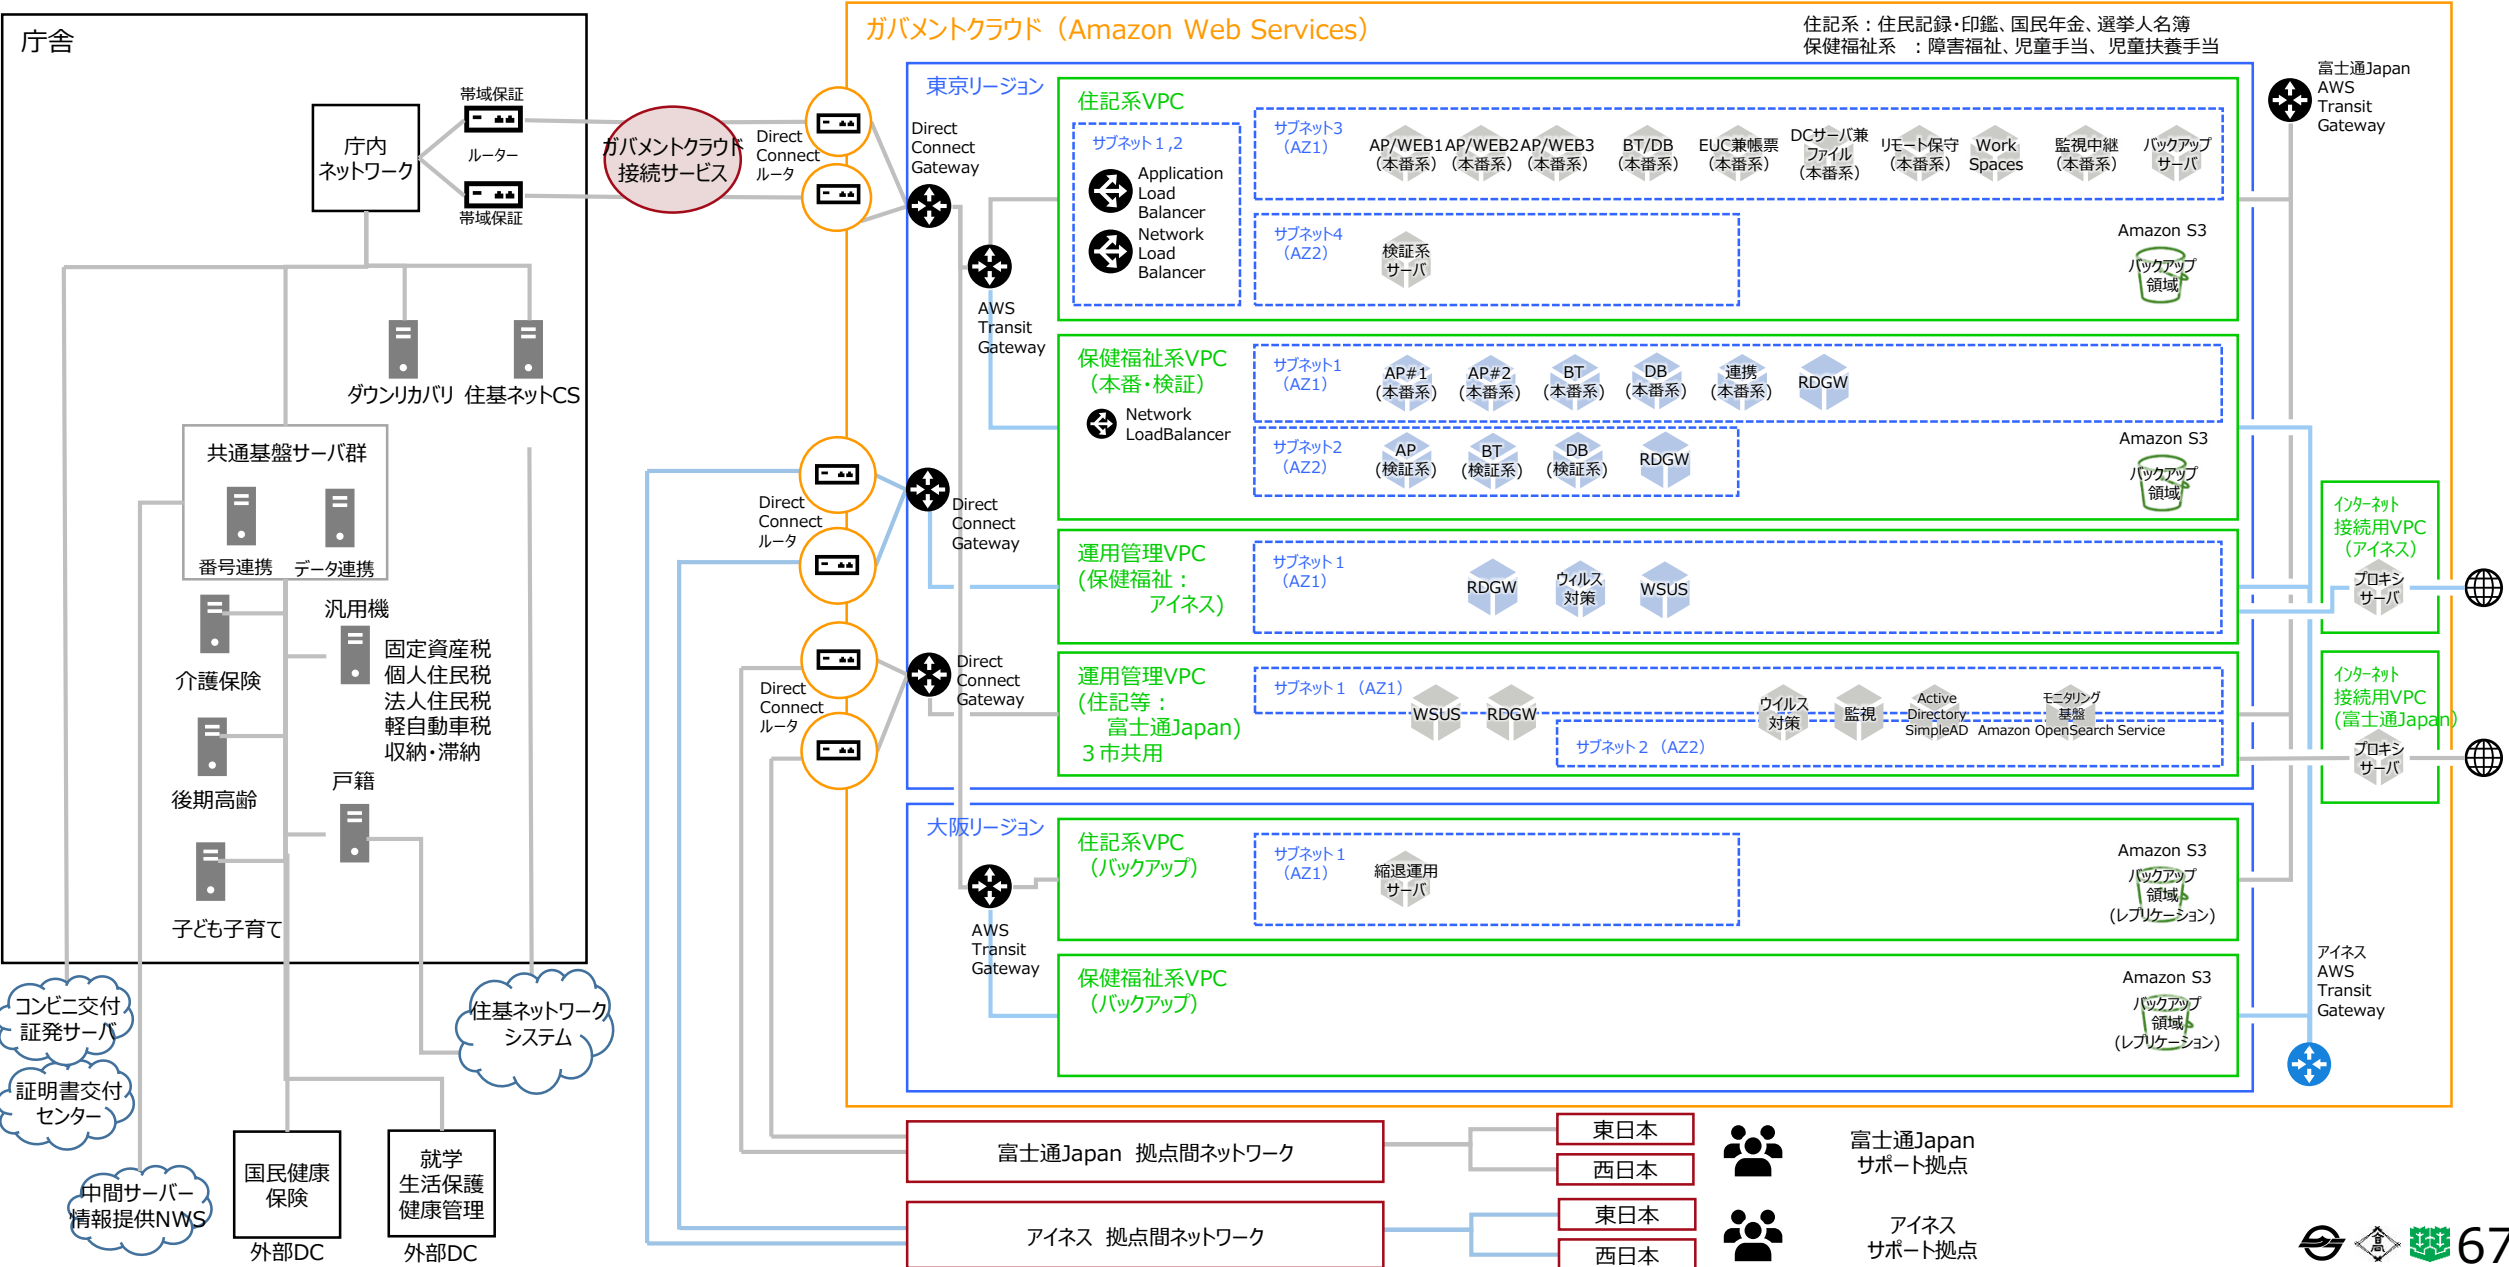 庁舎
庁内
ネットワーク
帯域保証
ルーター
帯域保証
ガバメントクラウド
接続サービス
ダウンリカバリ
住基ネットCS
共通基盤サーバ群
番号連携
データ連携
介護保険
汎用機
固定資産税
個人住民税
法人住民税
軽自動車税
収納・滞納
後期高齢
戸籍
子ども子育て
コンビニ交付
証発サーバ
証明書交付
センター
中間サーバー
情報提供NWS
住基ネットワーク
システム
国民健康
保険
外部DC
就学
生活保護
健康管理
外部DC
ガバメントクラウド（Amazon Web Services）
住記系：住民記録・印鑑、国民年金、選挙人名簿
保健福祉系　：障害福祉、児童手当、児童扶養手当
Direct
Connect
ルータ
Direct
Connect
Gateway
AWS
Transit
Gateway
東京リージョン
住記系VPC
サブネット1,2
Application
Load
Balancer
Network
Load
Balancer
サブネット3
（AZ1）
AP/WEB1
（本番系）
AP/WEB2
（本番系）
AP/WEB3
（本番系）
BT/DB
（本番系）
EUC兼帳票
（本番系）
DCサーバ兼
ファイル
（本番系）
リモート保守
（本番系）
Work
Spaces
監視中継
（本番系）
バックアップ
サーバ
サブネット4
（AZ2）
検証系
サーバ
Amazon S3
バックアップ
領域
富士通Japan
AWS
Transit
Gateway
保健福祉系VPC
（本番・検証）
Network
LoadBalancer
サブネット1
（AZ1）
AP#1
(本番系)
AP#2
(本番系)
BT
(本番系)
DB
(本番系)
連携
(本番系)
RDGW
サブネット2
（AZ2）
AP
(検証系)
BT
(検証系)
DB
(検証系)
RDGW
Amazon S3
バックアップ
領域
Direct
Connect
ルータ
Direct
Connect
Gateway
運用管理VPC
(保健福祉：
アイネス)
サブネット1
（AZ1）
RDGW
ウィルス
対策
WSUS
インターネット
接続用VPC
（アイネス）
プロキシ
サーバ
Direct
Connect
ルータ
Direct
Connect
Gateway
運用管理VPC
(住記等：
富士通Japan)
３市共用
サブネット1（AZ1）
WSUS
RDGW
ウイルス
対策
監視
Active
Directory
SimpleAD
モニタリング
基盤
Amazon OpenSearch Service
サブネット2（AZ2）
インターネット
接続用VPC
(富士通Japan)
プロキシ
サーバ
大阪リージョン
AWS
Transit
Gateway
住記系VPC
（バックアップ）
サブネット1
（AZ1）
縮退運用
サーバ
Amazon S3
バックアップ
領域
(レプリケーション)
保健福祉系VPC
（バックアップ）
Amazon S3
バックアップ
領域
(レプリケーション)
アイネス
AWS
Transit
Gateway
富士通Japan 拠点間ネットワーク
東日本
西日本
富士通Japan
サポート拠点
アイネス 拠点間ネットワーク
東日本
西日本
アイネス
サポート拠点
67